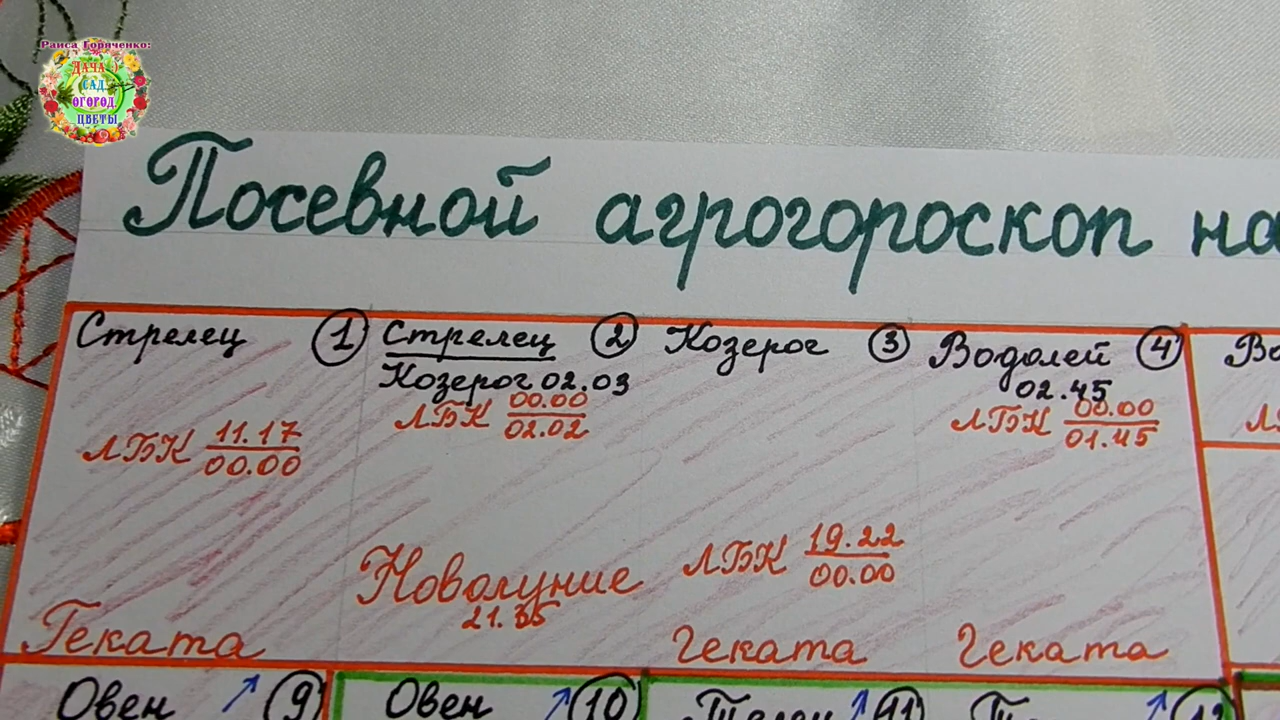 Раиса Горяченко:
ДАЧА
САД,
ОГОРОД,
ЦВЕТЫ
Посевной агрогороскоп на
Стрелец 1
ЛБК 11.17
00.00
Геката
Стрелец 2
Козерог 02.03
ЛБК 00.00
02.02
Новолуние
21.35
Козерог 3
ЛБК 19.22
00.00
Геката
Водолей 4
02.45
ЛБК 00.00
01.45
Геката
Овен 9
Овен 10
11